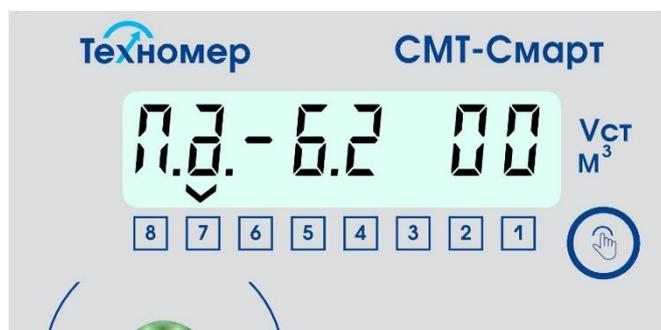 Техномер
СМТ-Смарт
П.д.-6.2 00
Vст
м³
8 7 6 5 4 3 2 1